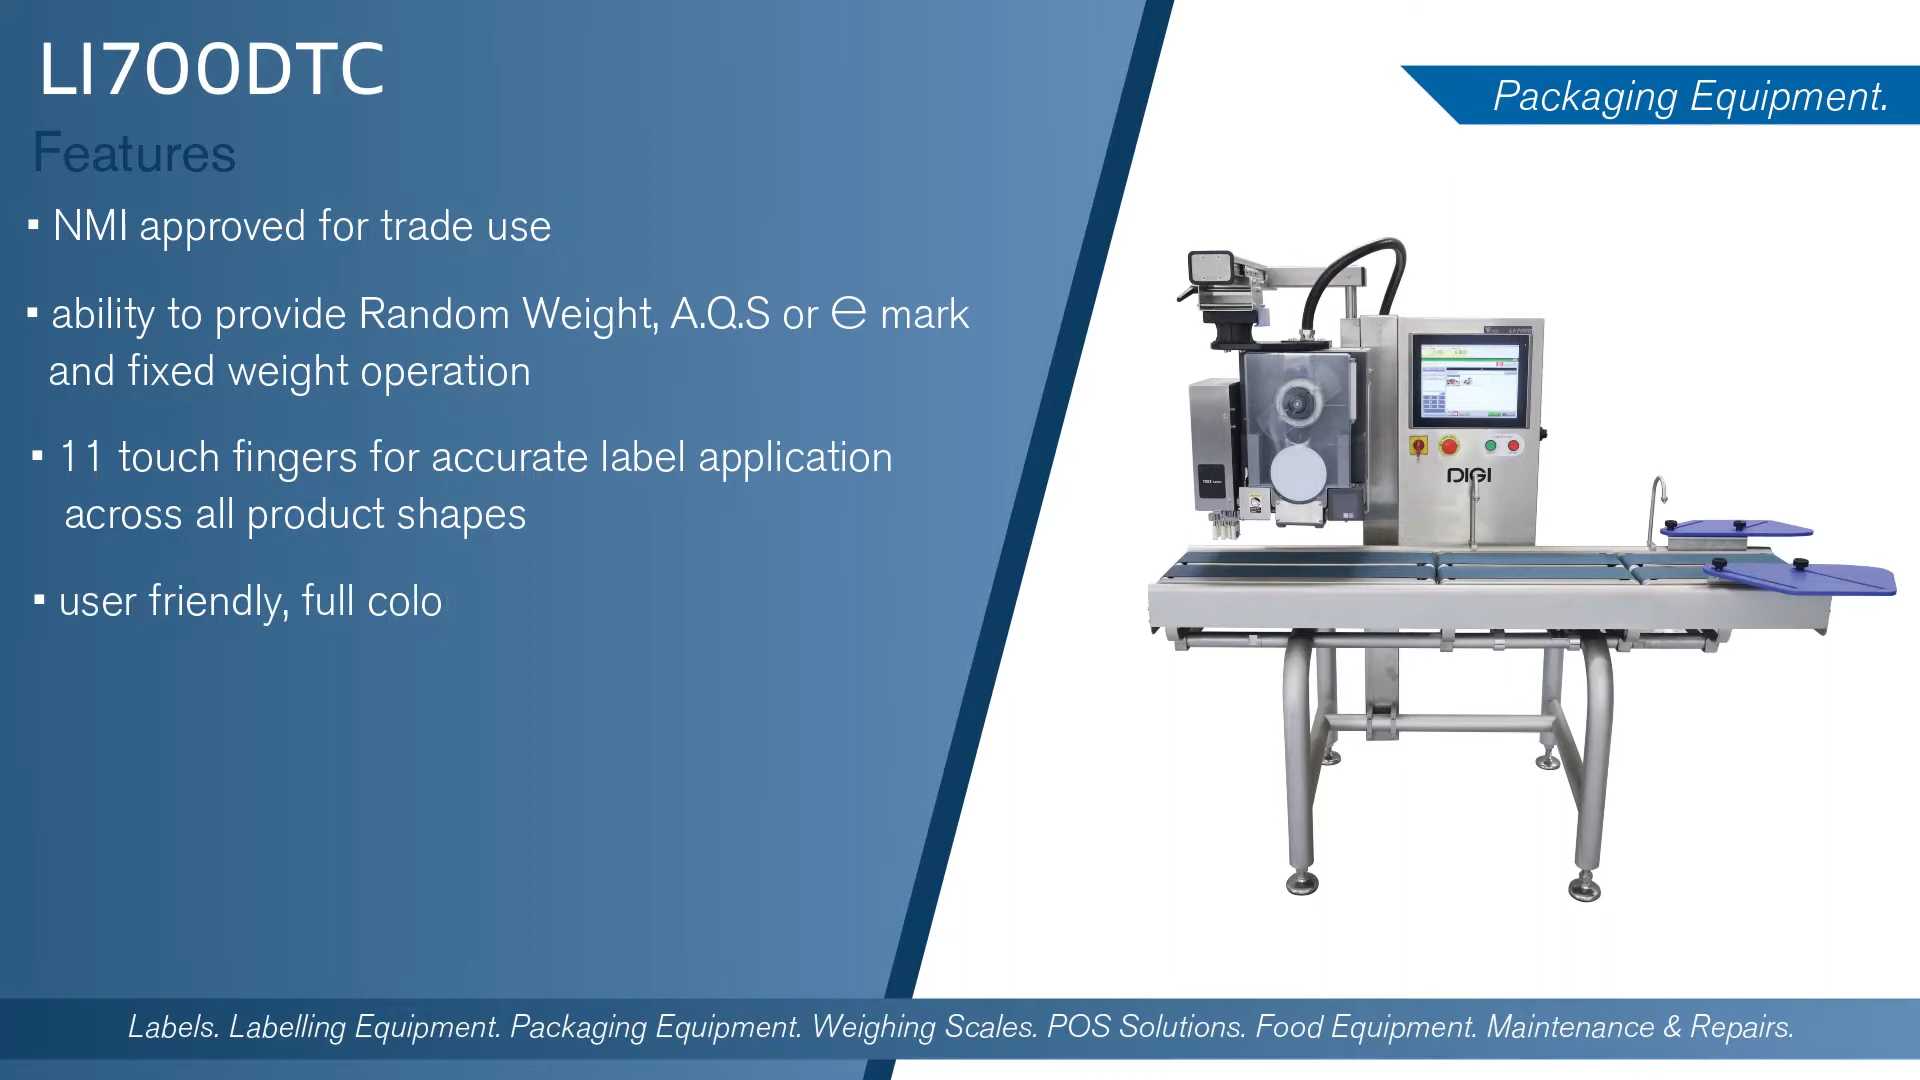 LI700DTC
Packaging Equipment.
Features
▪ NMI approved for trade use
▪ ability to provide Random Weight, A.Q.S or e mark
and fixed weight operation
▪ 11 touch fingers for accurate label application
across all product shapes
▪ user friendly, full colo
DIGI
Labels. Labelling Equipment. Packaging Equipment. Weighing Scales. POS Solutions. Food Equipment. Maintenance & Repairs.